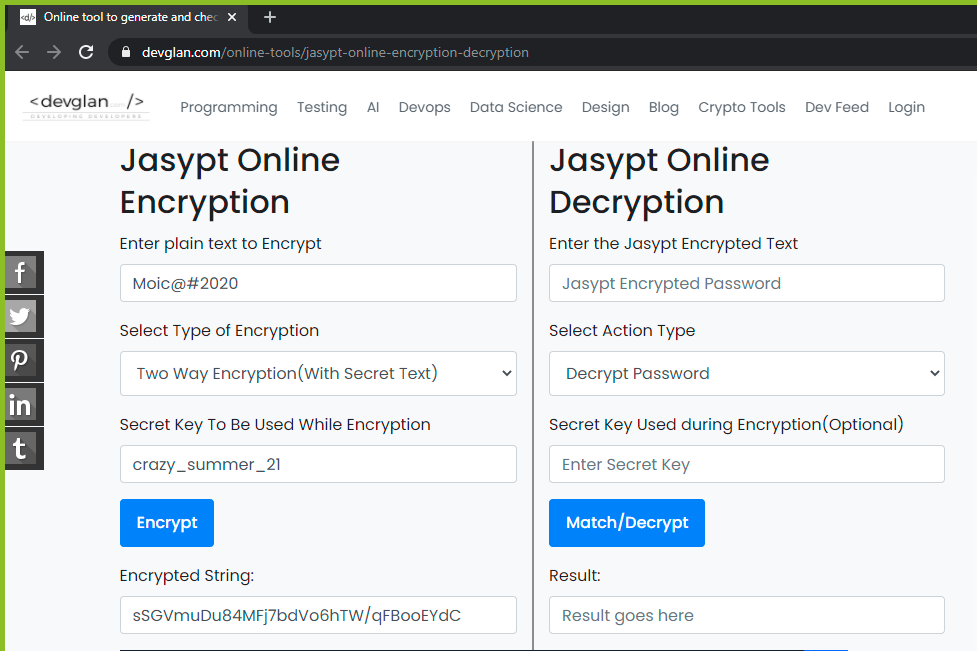 Online tool to generate and chec
devglan.com/online-tools/jasypt-online-encryption-decryption
<devglan.com/>
DEVELOPING DEVELOPERS
Programming Testing AI Devops Data Science Design Blog Crypto Tools Dev Feed Login
Jasypt Online
Encryption
Enter plain text to Encrypt
Moic@#2020
Select Type of Encryption
Two Way Encryption(With Secret Text)
Secret Key To Be Used While Encryption
crazy_summer_21
Encrypt
Encrypted String:
sSGVmuDu84MFj7bdVo6hTW/qFBooEYdC
Jasypt Online
Decryption
Enter the Jasypt Encrypted Text
Jasypt Encrypted Password
Select Action Type
Decrypt Password
Secret Key Used during Encryption(Optional)
Enter Secret Key
Match/Decrypt
Result:
Result goes here